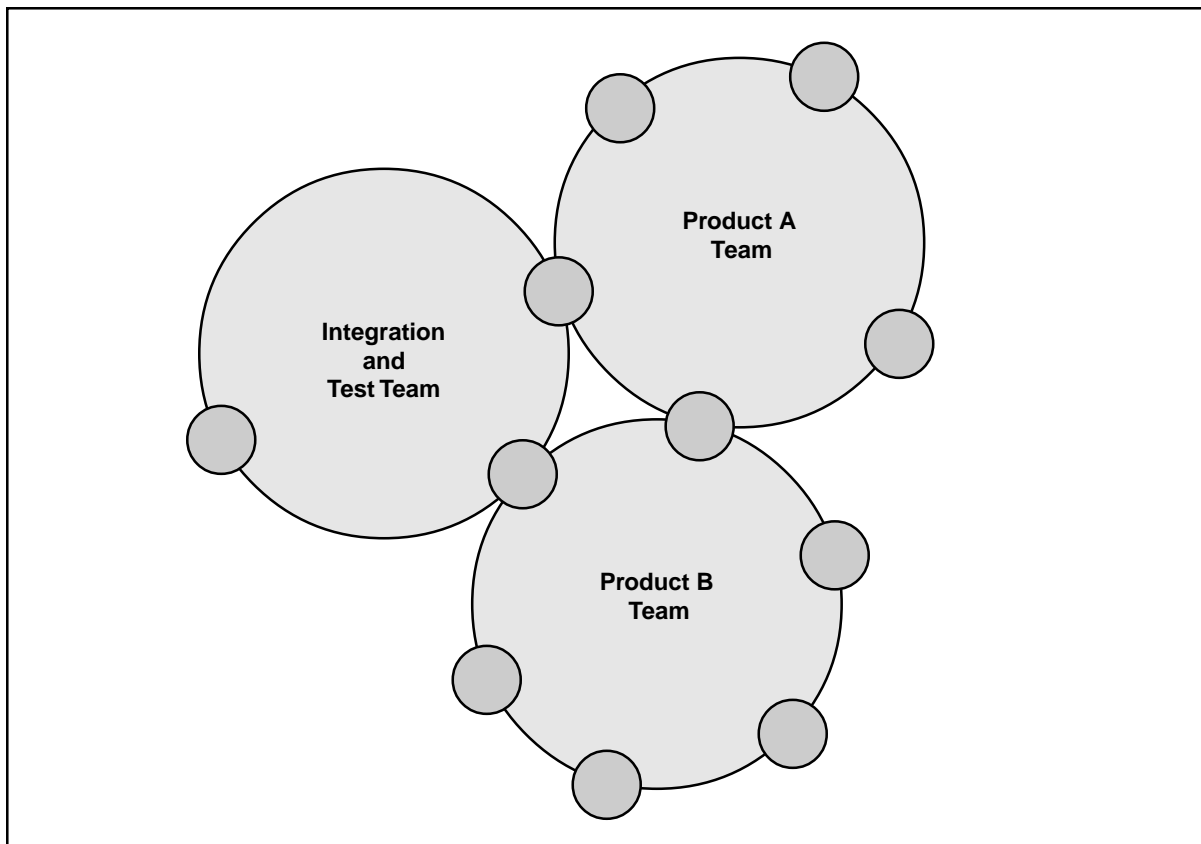 Product A
Team
Integration
and
Test Team
Product B
Team